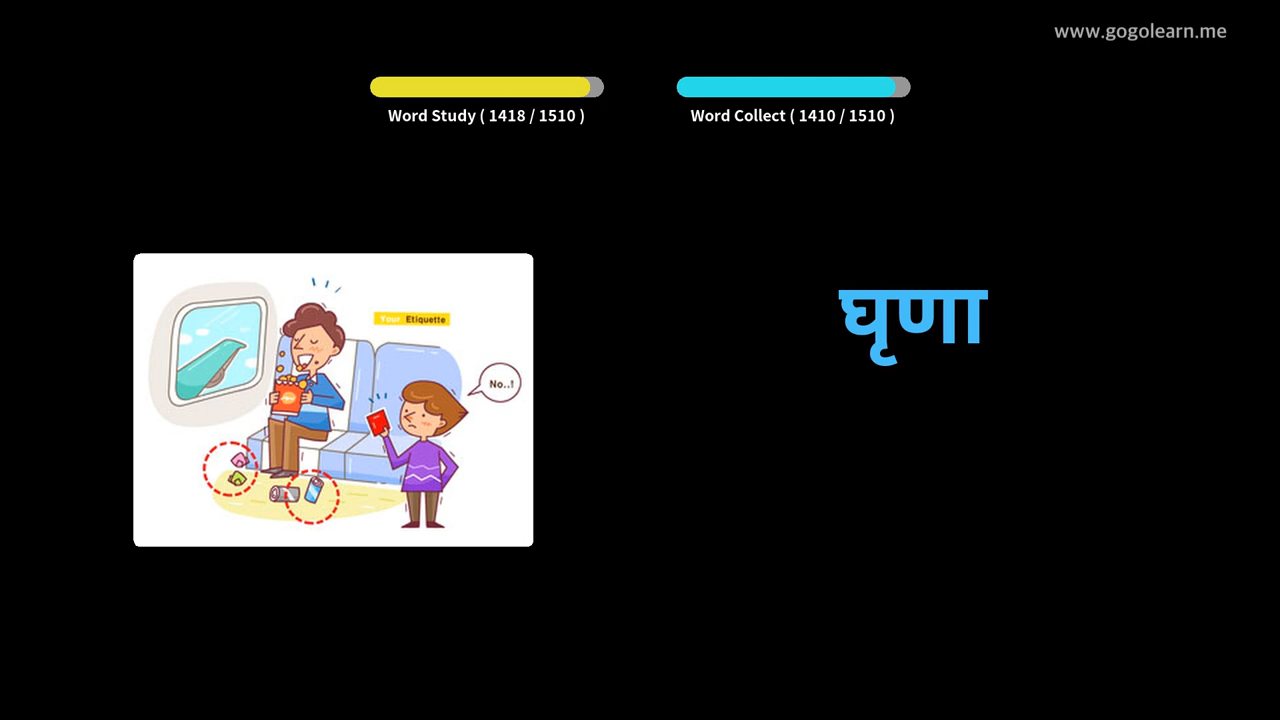 www.gogolearn.me
Word Study ( 1418 / 1510 )
Word Collect ( 1410 / 1510 )
घृणा
Your Etiquette
No..!